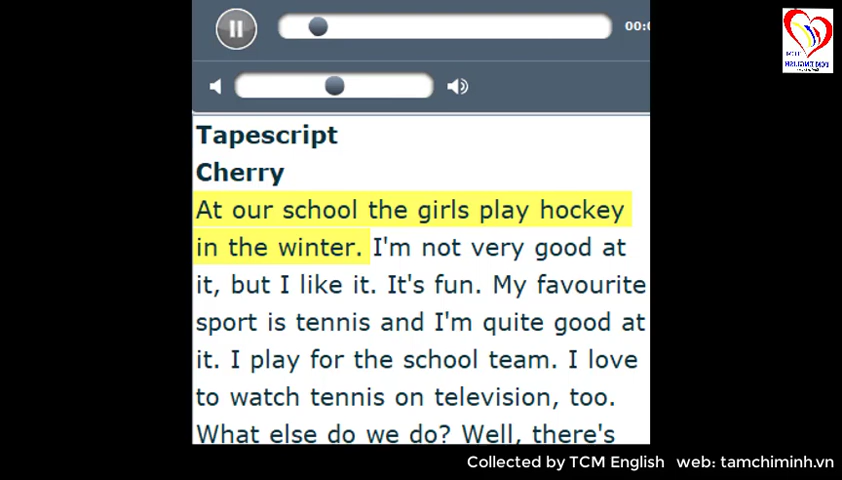 00:0
Tapescript
Cherry
At our school the girls play hockey
in the winter. I'm not very good at
it, but I like it. It's fun. My favourite
sport is tennis and I'm quite good at
it. I play for the school team. I love
to watch tennis on television, too.
What else do we do? Well, there's
Collected by TCM English web: tamchiminh.vn